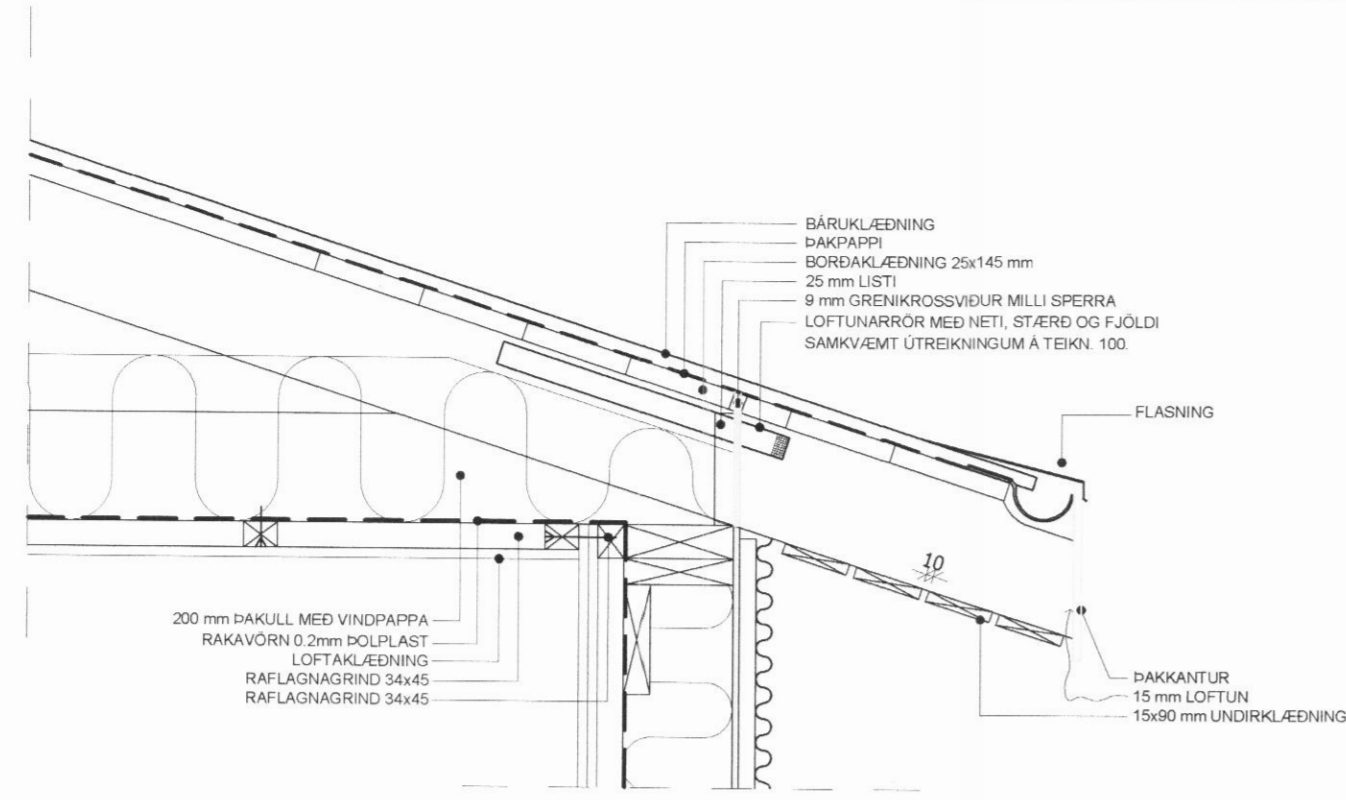 BÁRUKLÆÐNING
ÞAKPAPPI
BORÐAKLÆÐNING 25x145 mm
25 mm LISTI
9 mm GRENIKROSSVIÐUR MILLI SPERRA
LOFTUNARRÖR MEÐ NETI, STÆRÐ OG FJÖLDI
SAMKVÆMT ÚTREIKNINGUM Á TEIKN. 100.
FLASNING
10
200 mm ÞAKULL MEÐ VINDPAPPA
RAKAVÖRN 0.2mm ÞOLPLAST
LOFTAKLÆÐNING
RAFLAGNAGRIND 34x45
RAFLAGNAGRIND 34x45
ÞAKKANTUR
15 mm LOFTUN
15x90 mm UNDIRKLÆÐNING